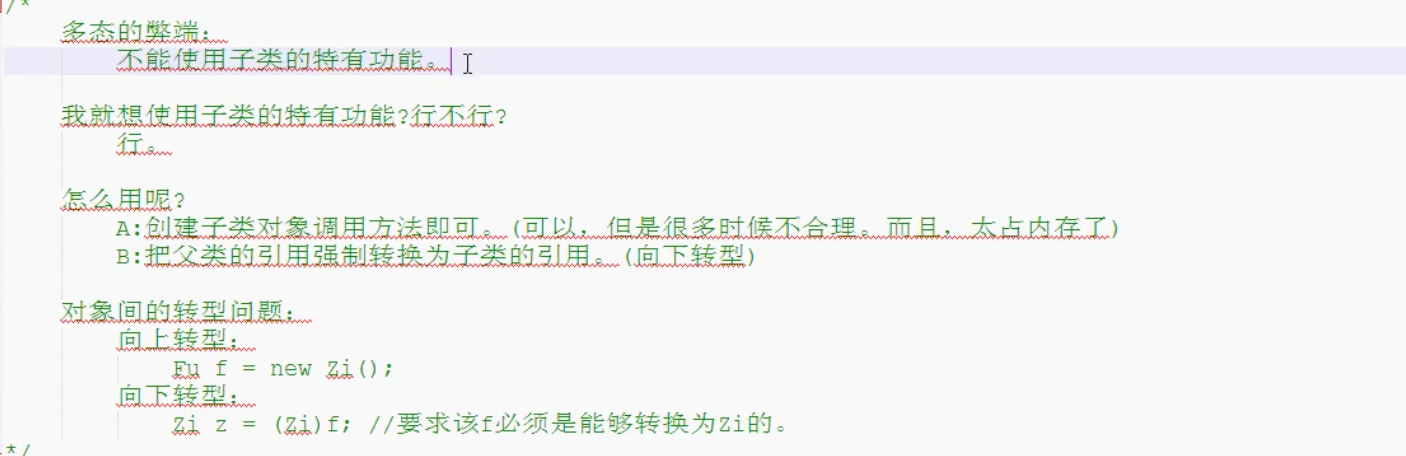 /*
多态的弊端：
不能使用子类的特有功能。
我就想使用子类的特有功能?行不行?
行。
怎么用呢?
A:创建子类对象调用方法即可。(可以，但是很多时候不合理。而且，太占内存了)
B:把父类的引用强制转换为子类的引用。(向下转型)
对象间的转型问题：
向上转型：
Fu f = new Zi();
向下转型：
Zi z = (Zi)f; //要求该f必须是能够转换为Zi的。
*/